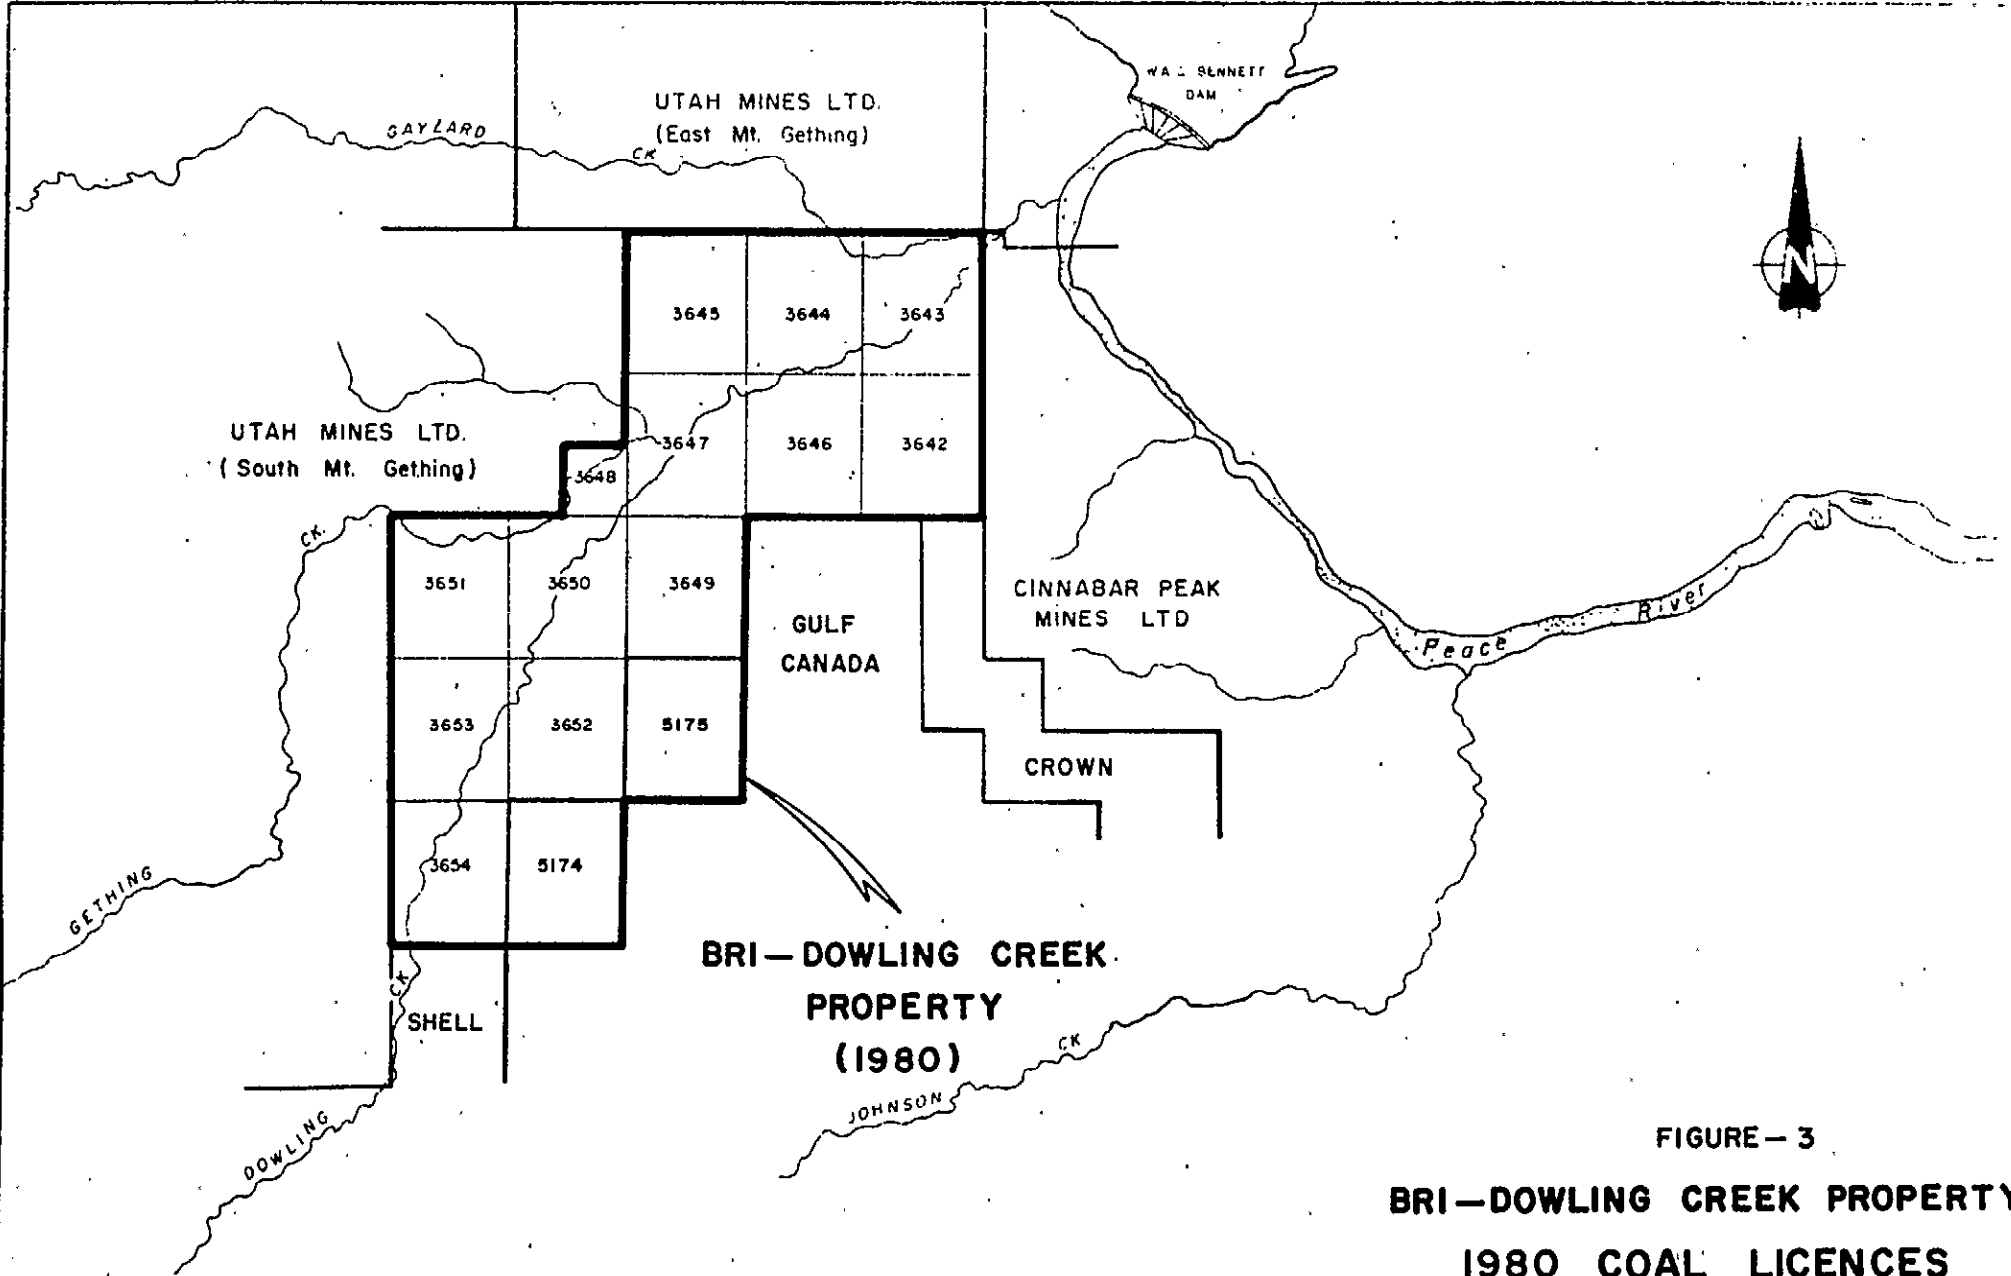 W.A.C. BENNETT
DAM
UTAH MINES LTD.
(East Mt. Gething)
GAYLARD CK
N
3645 3644 3643
UTAH MINES LTD.
(South Mt. Gething)
3647 3646 3642
3648
CK.
3651 3650 3649
CINNABAR PEAK
MINES LTD
GULF
CANADA
Peace River
3653 3652 5175
CROWN
3654 5174
GETHING
BRI—DOWLING CREEK
PROPERTY
(1980)
CK
SHELL
CK
JOHNSON
DOWLING
FIGURE—3
BRI—DOWLING CREEK PROPERTY
1980 COAL LICENCES